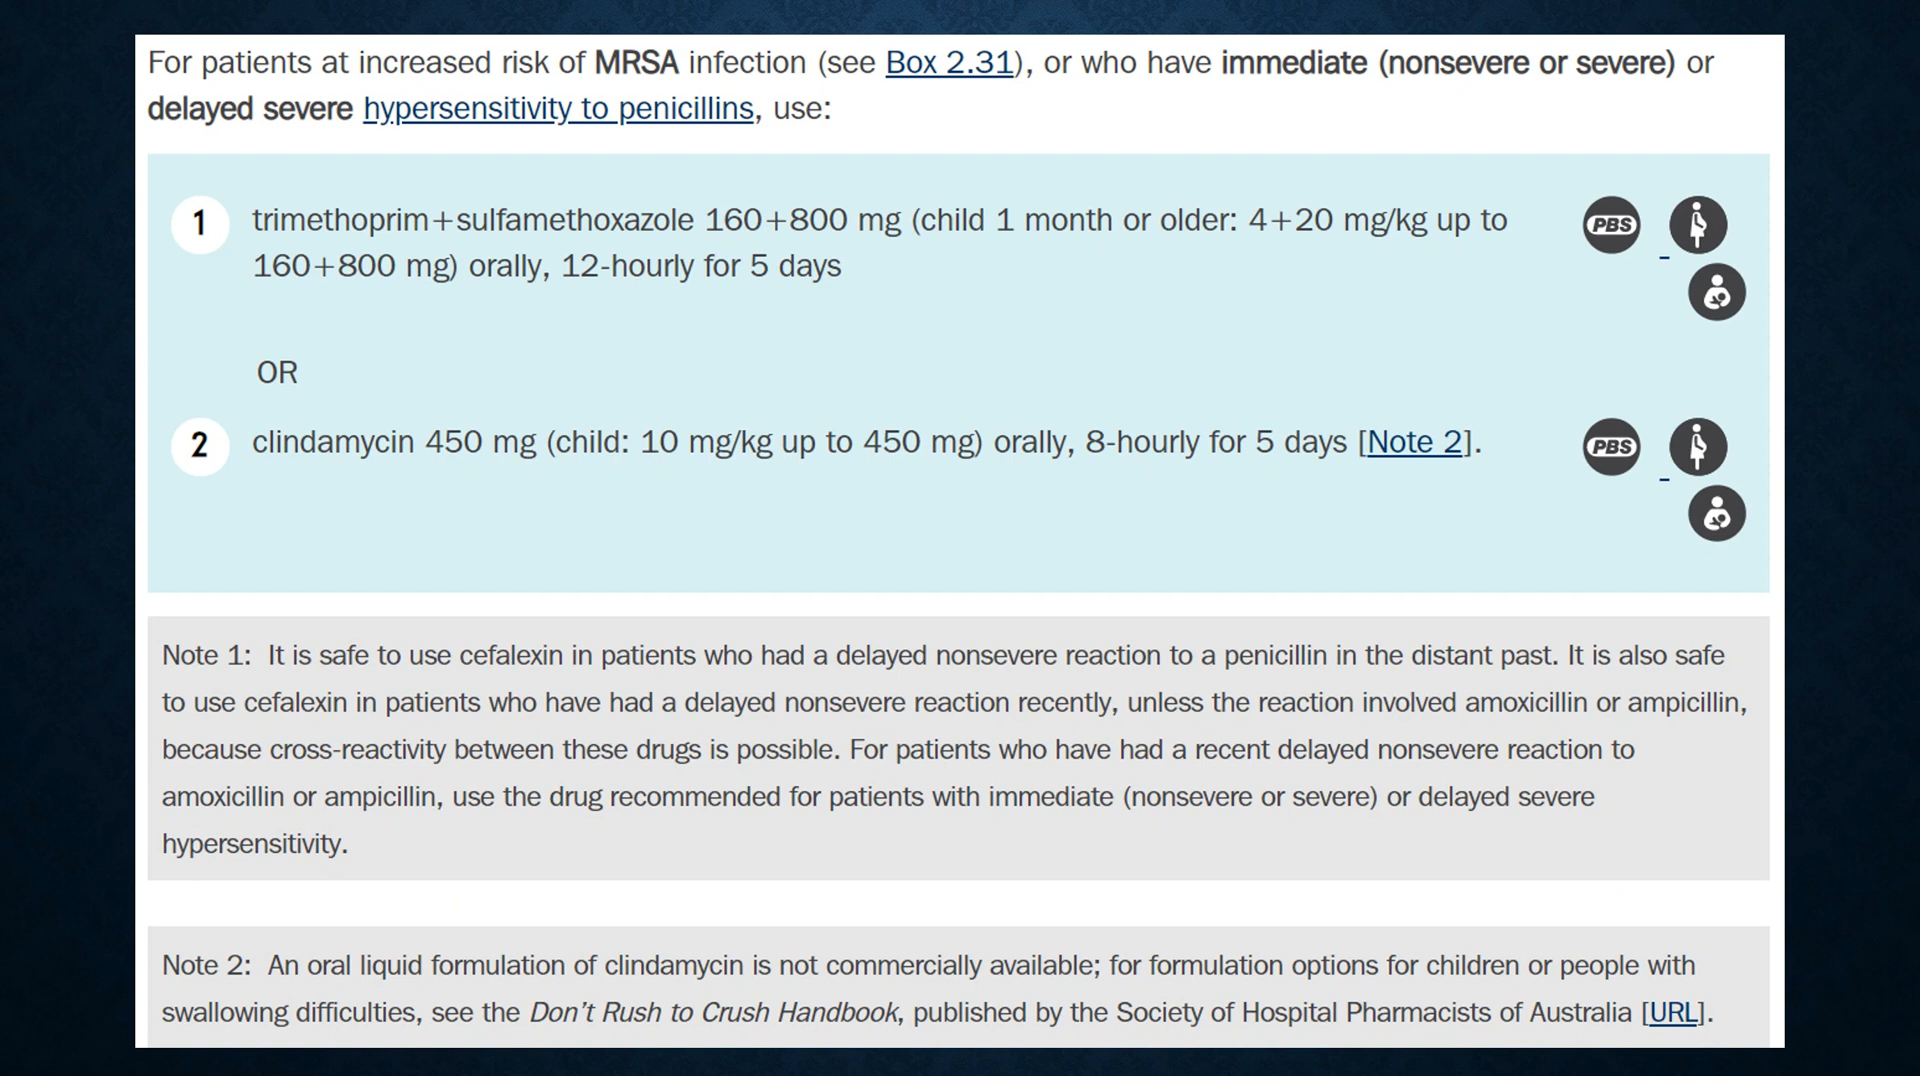 For patients at increased risk of MRSA infection (see Box 2.31), or who have immediate (nonsevere or severe) or
delayed severe hypersensitivity to penicillins, use:
1 trimethoprim+sulfamethoxazole 160+800 mg (child 1 month or older: 4+20 mg/kg up to
160+800 mg) orally, 12-hourly for 5 days
PBS
OR
2 clindamycin 450 mg (child: 10 mg/kg up to 450 mg) orally, 8-hourly for 5 days [Note 2].
PBS
Note 1: It is safe to use cefalexin in patients who had a delayed nonsevere reaction to a penicillin in the distant past. It is also safe
to use cefalexin in patients who have had a delayed nonsevere reaction recently, unless the reaction involved amoxicillin or ampicillin,
because cross-reactivity between these drugs is possible. For patients who have had a recent delayed nonsevere reaction to
amoxicillin or ampicillin, use the drug recommended for patients with immediate (nonsevere or severe) or delayed severe
hypersensitivity.
Note 2: An oral liquid formulation of clindamycin is not commercially available; for formulation options for children or people with
swallowing difficulties, see the Don't Rush to Crush Handbook, published by the Society of Hospital Pharmacists of Australia [URL].